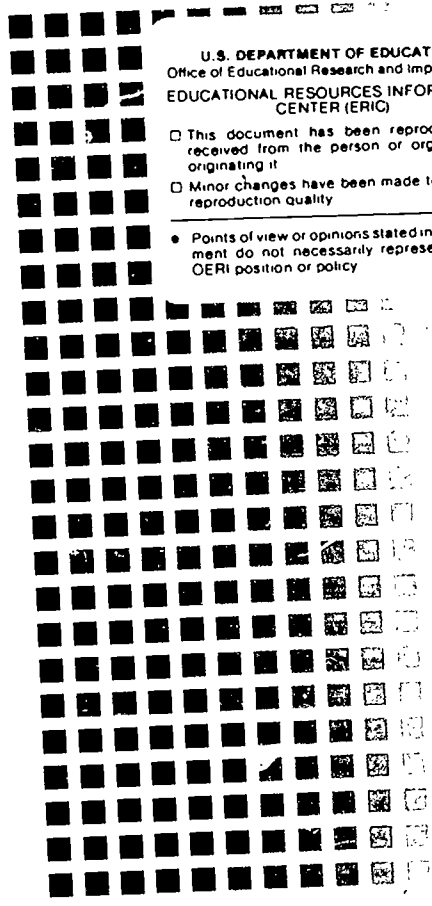 U.S. DEPARTMENT OF EDUCAT
Office of Educational Research and Imp
EDUCATIONAL RESOURCES INFOR
CENTER (ERIC)
□ This document has been reprod
received from the person or org
originating it
□ Minor changes have been made t
reproduction quality
• Points of view or opinions stated in
ment do not necessarily represe
OERI position or policy